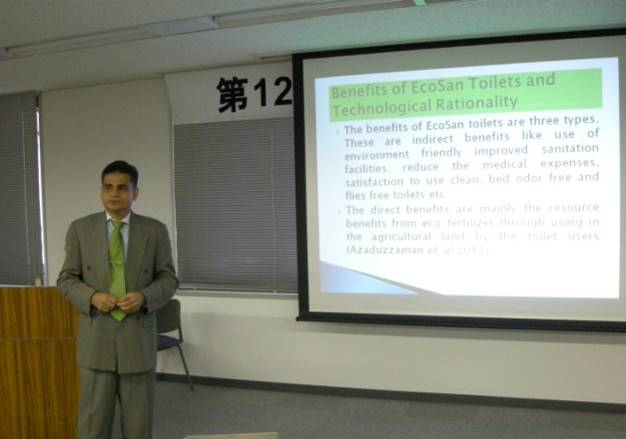 第12
Benefits of EcoSan Toilets and
Technological Rationality
The benefits of EcoSan toilets are three types.
These are indirect benefits like use of
environment friendly improved sanitation
facilities: reduce the medical expenses,
satisfaction to use clean, bed odor free and
flies free toilets etc.
The direct benefits are mainly the resource
benefits from eco-fertilizer through using in
the agricultural land by the toilet users
(Azaduzzaman et. al 2012).